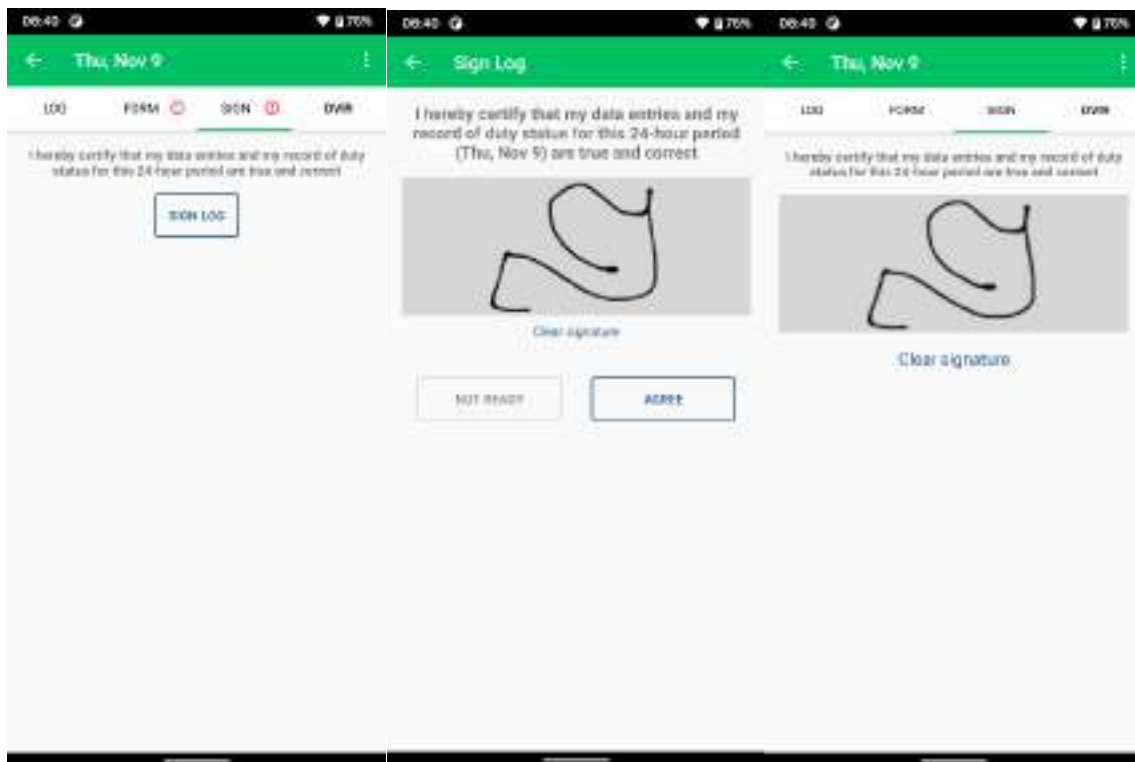 08:40
76%
Thu, Nov 9
LOG
FORM
SIGN
DVIR
I hereby certify that my data entries and my record of duty
status for this 24-hour period are true and correct
SIGN LOG
08:40
76%
Sign Log
I hereby certify that my data entries and my
record of duty status for this 24-hour period
(Thu, Nov 9) are true and correct
Clear signature
NOT READY
AGREE
08:40
76%
Thu, Nov 9
LOG
FORM
SIGN
DVIR
I hereby certify that my data entries and my record of duty
status for this 24-hour period are true and correct
Clear signature